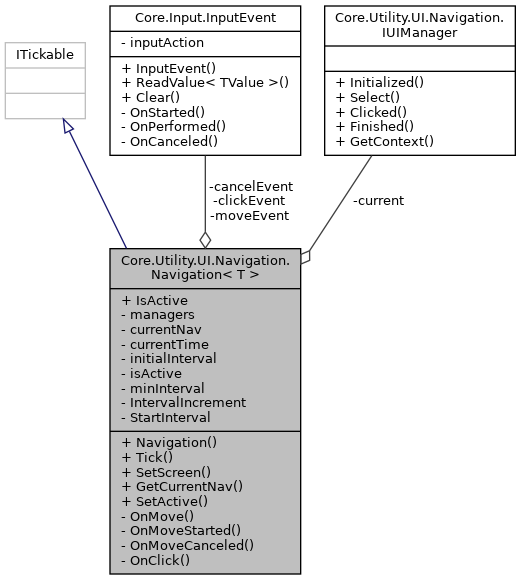 ITickable
Core.Input.InputEvent
- inputAction
+ InputEvent()
+ ReadValue< TValue >()
+ Clear()
- OnStarted()
- OnPerformed()
- OnCanceled()
Core.Utility.UI.Navigation.
IUIManager
+ Initialized()
+ Select()
+ Clicked()
+ Finished()
+ GetContext()
-cancelEvent
-clickEvent
-moveEvent
-current
Core.Utility.UI.Navigation.
Navigation< T >
+ IsActive
- managers
- currentNav
- currentTime
- initialInterval
- isActive
- minInterval
- IntervalIncrement
- StartInterval
+ Navigation()
+ Tick()
+ SetScreen()
+ GetCurrentNav()
+ SetActive()
- OnMove()
- OnMoveStarted()
- OnMoveCanceled()
- OnClick()